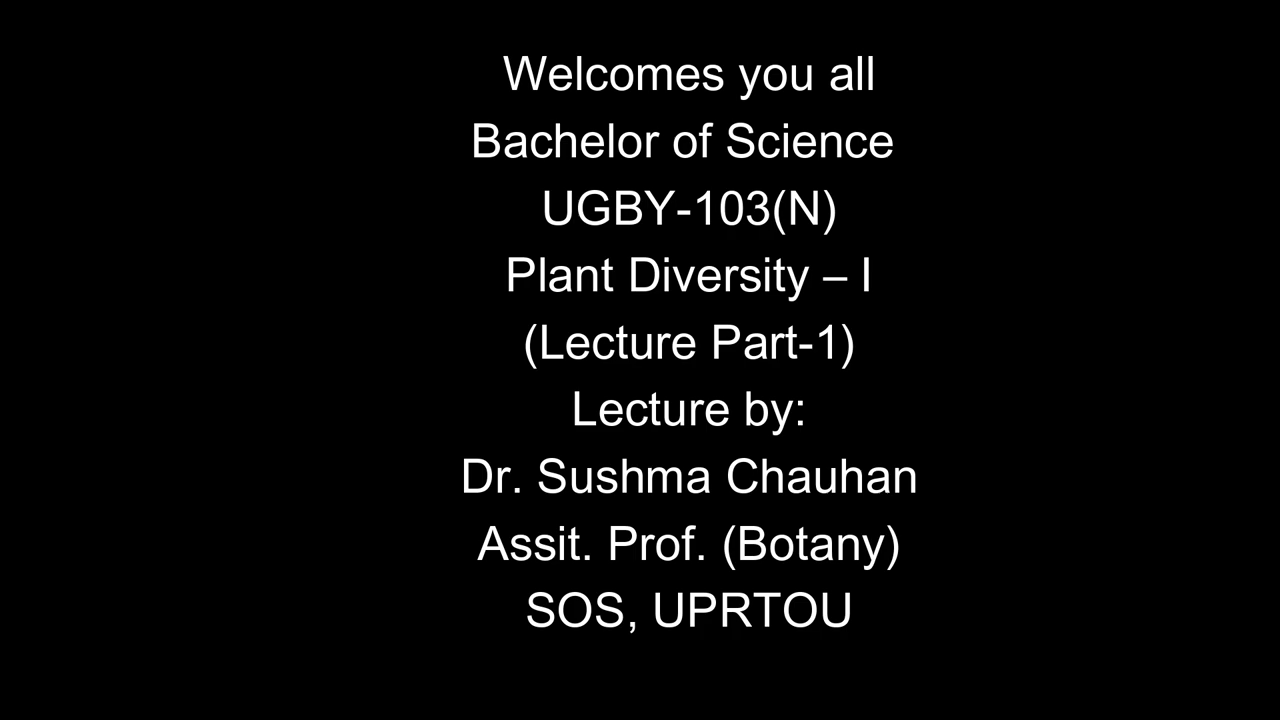 Welcomes you all
Bachelor of Science
UGBY-103(N)
Plant Diversity – I
(Lecture Part-1)
Lecture by:
Dr. Sushma Chauhan
Assit. Prof. (Botany)
SOS, UPRTOU